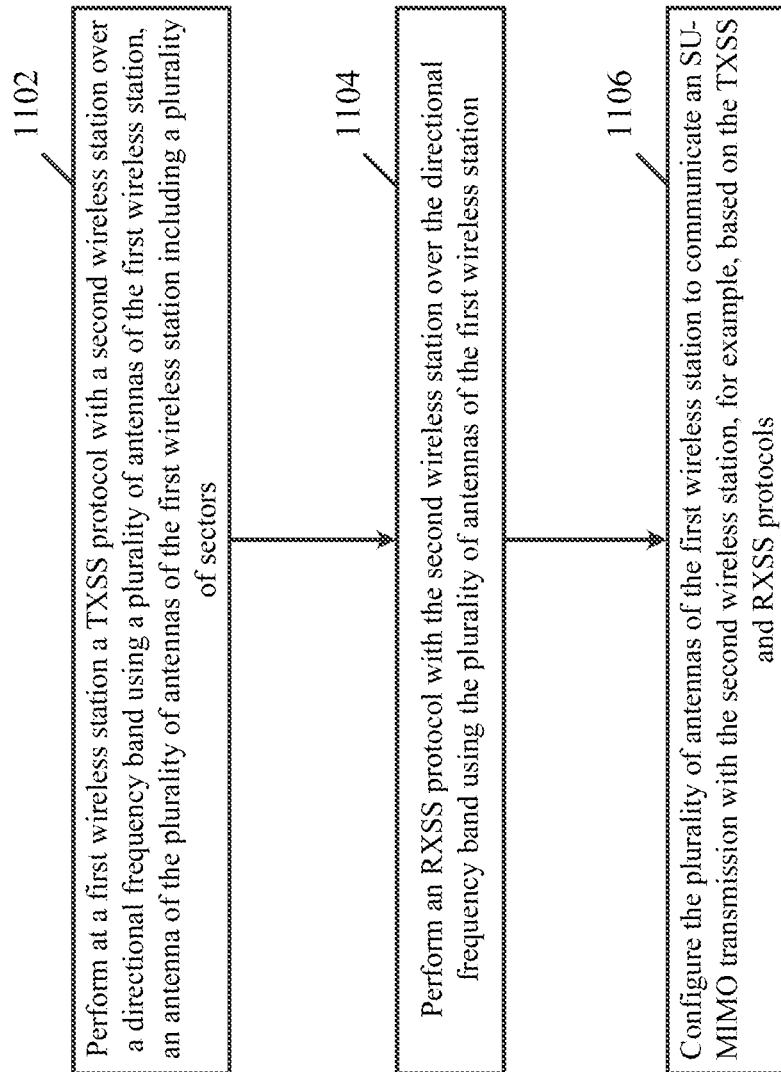 1102
Perform at a first wireless station a TXSS protocol with a second wireless station over
a directional frequency band using a plurality of antennas of the first wireless station,
an antenna of the plurality of antennas of the first wireless station including a plurality
of sectors
1104
Perform an RXSS protocol with the second wireless station over the directional
frequency band using the plurality of antennas of the first wireless station
1106
Configure the plurality of antennas of the first wireless station to communicate an SU-
MIMO transmission with the second wireless station, for example, based on the TXSS
and RXSS protocols